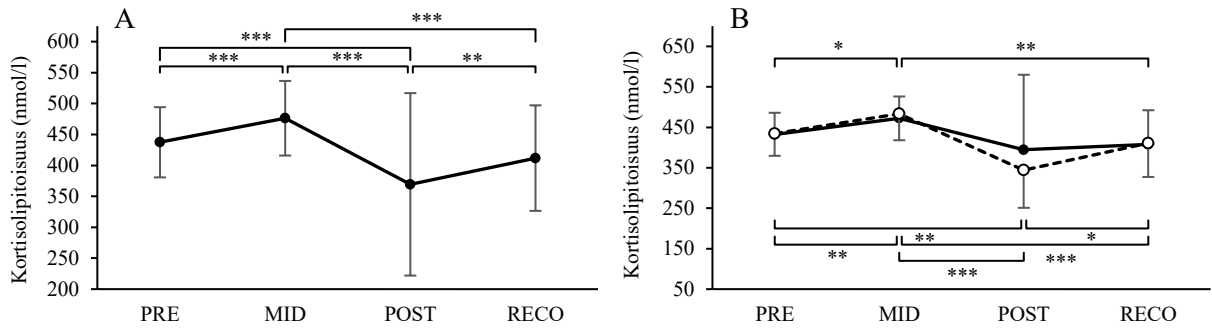 A
Kortisolipitoisuus (nmol/l)
600
550
500
450
400
350
300
250
200
***
***
***
***
**
PRE
MID
POST
RECO
B
Kortisolipitoisuus (nmol/l)
650
550
450
350
250
150
50
*
**
**
*
**
***
***
PRE
MID
POST
RECO